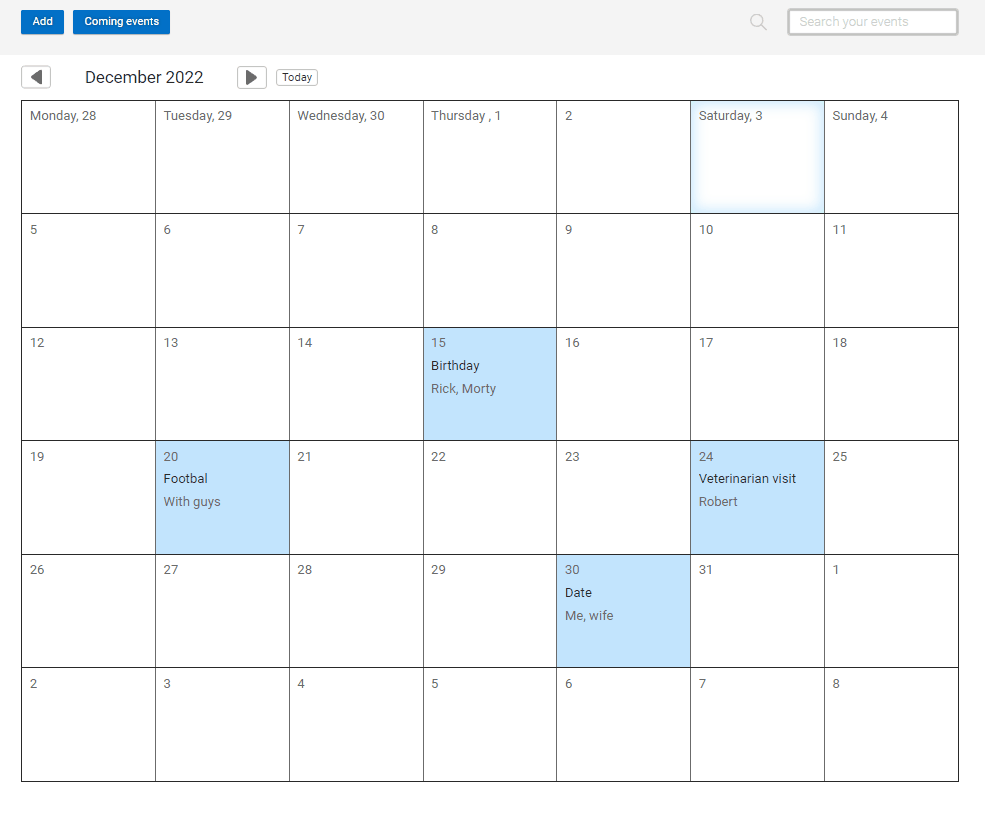 Add
Coming events
Search your events
December 2022
Today
Monday, 28
Tuesday, 29
Wednesday, 30
Thursday , 1
2
Saturday, 3
Sunday, 4
5
6
7
8
9
10
11
12
13
14
15
Birthday
Rick, Morty
16
17
18
19
20
Footbal
With guys
21
22
23
24
Veterinarian visit
Robert
25
26
27
28
29
30
Date
Me, wife
31
1
2
3
4
5
6
7
8